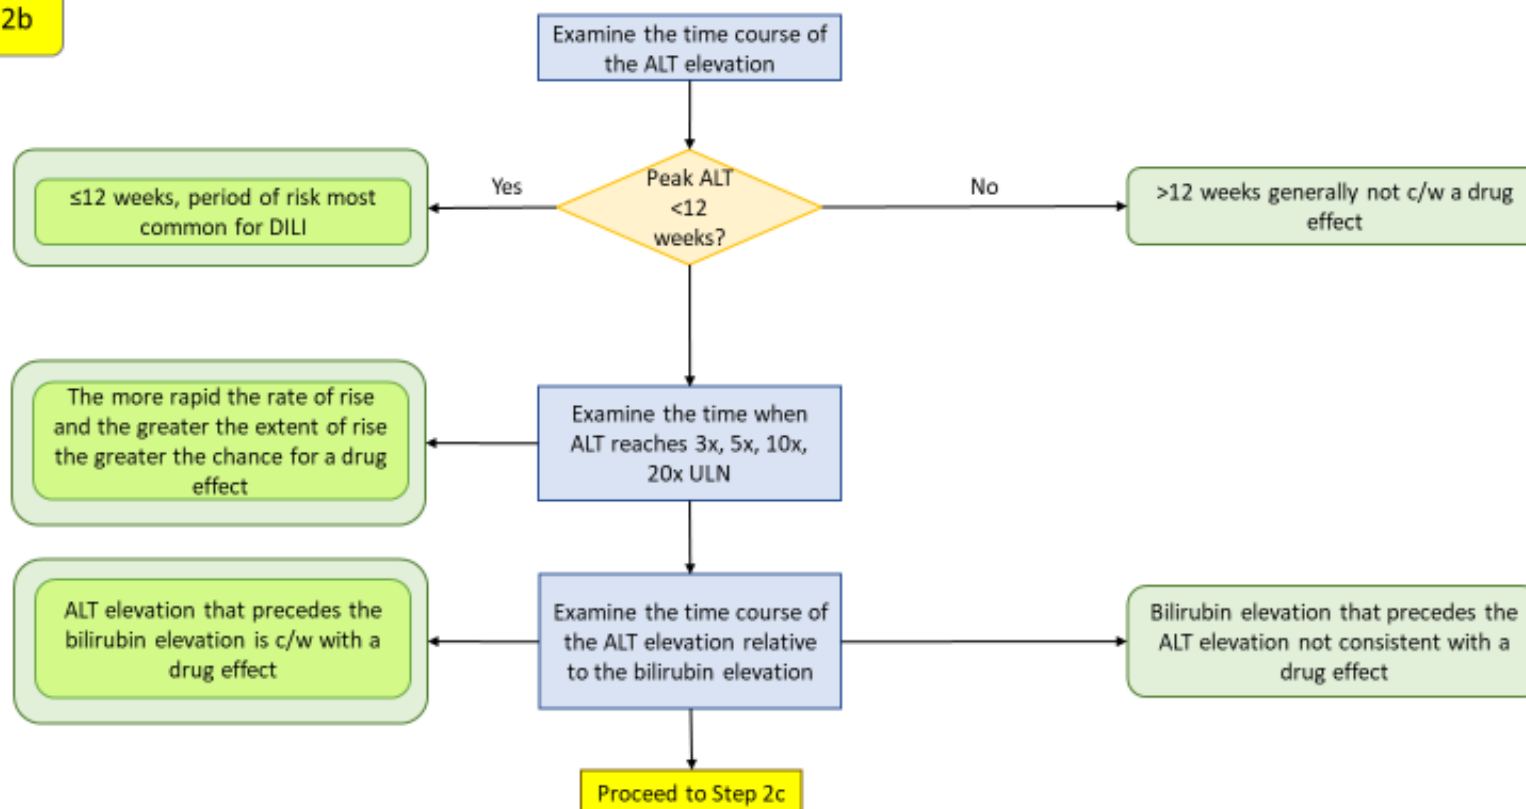 2b
Examine the time course of
the ALT elevation
Peak ALT
<12
weeks?
Yes
No
≤12 weeks, period of risk most
common for DILI
>12 weeks generally not c/w a drug
effect
The more rapid the rate of rise
and the greater the extent of rise
the greater the chance for a drug
effect
Examine the time when
ALT reaches 3x, 5x, 10x,
20x ULN
ALT elevation that precedes the
bilirubin elevation is c/w with a
drug effect
Examine the time course of
the ALT elevation relative
to the bilirubin elevation
Bilirubin elevation that precedes the
ALT elevation not consistent with a
drug effect
Proceed to Step 2c